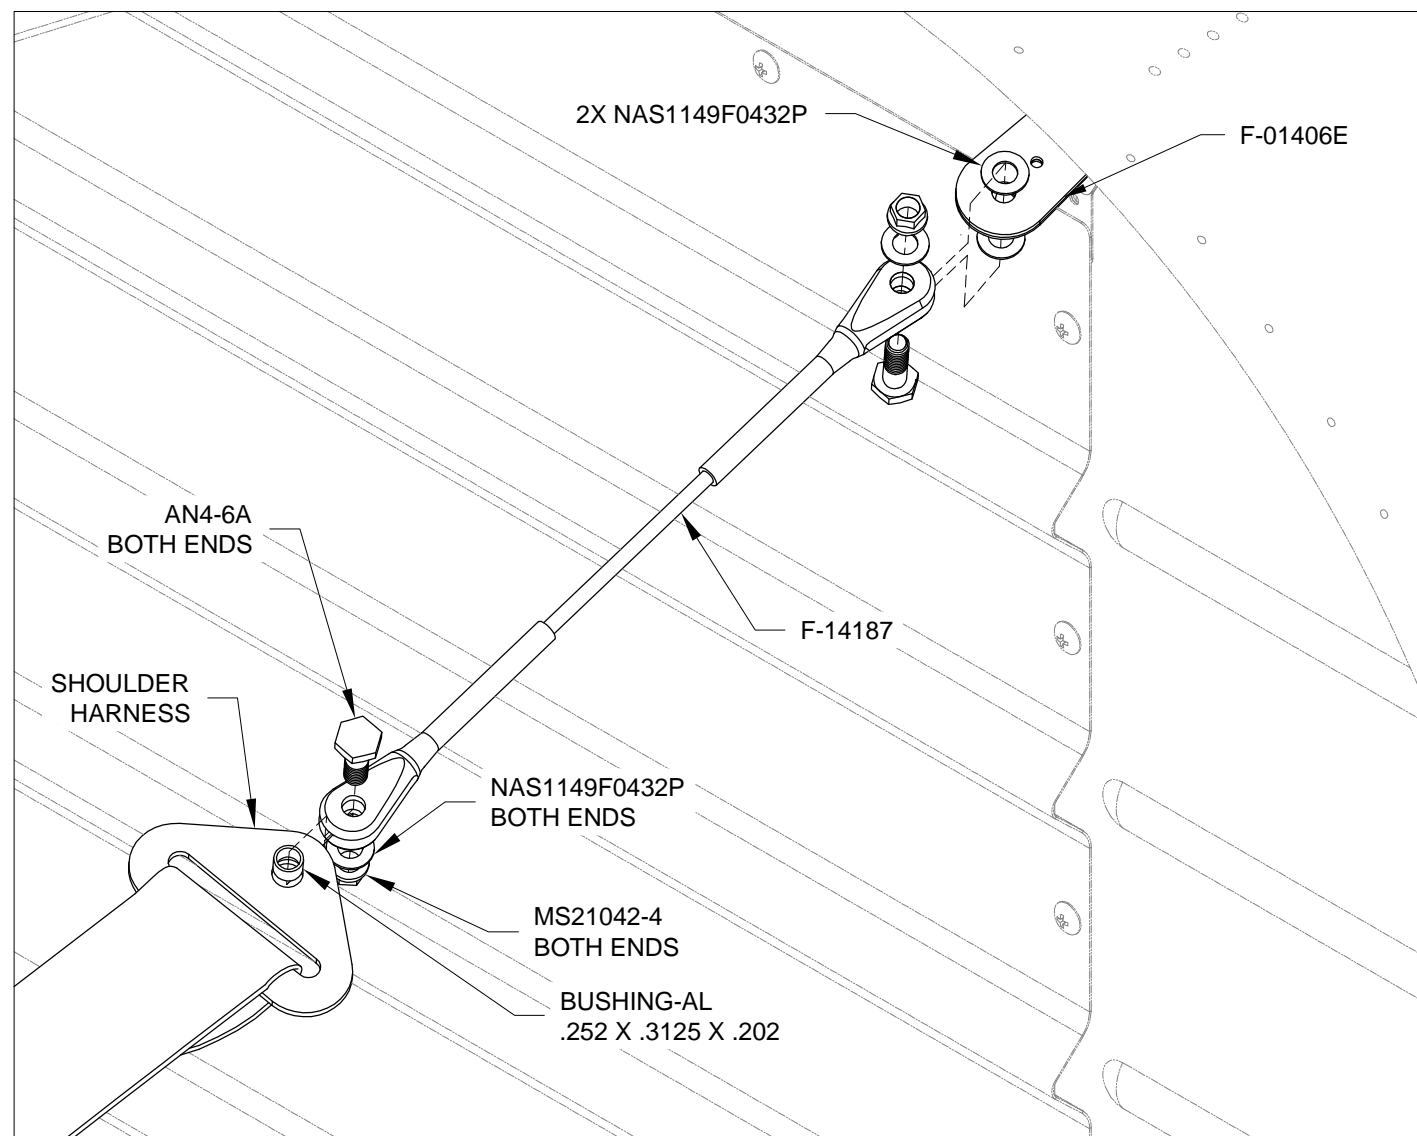 2X NAS1149F0432P
F-01406E
AN4-6A
BOTH ENDS
F-14187
SHOULDER
HARNESS
NAS1149F0432P
BOTH ENDS
MS21042-4
BOTH ENDS
BUSHING-AL
.252 X .3125 X .202